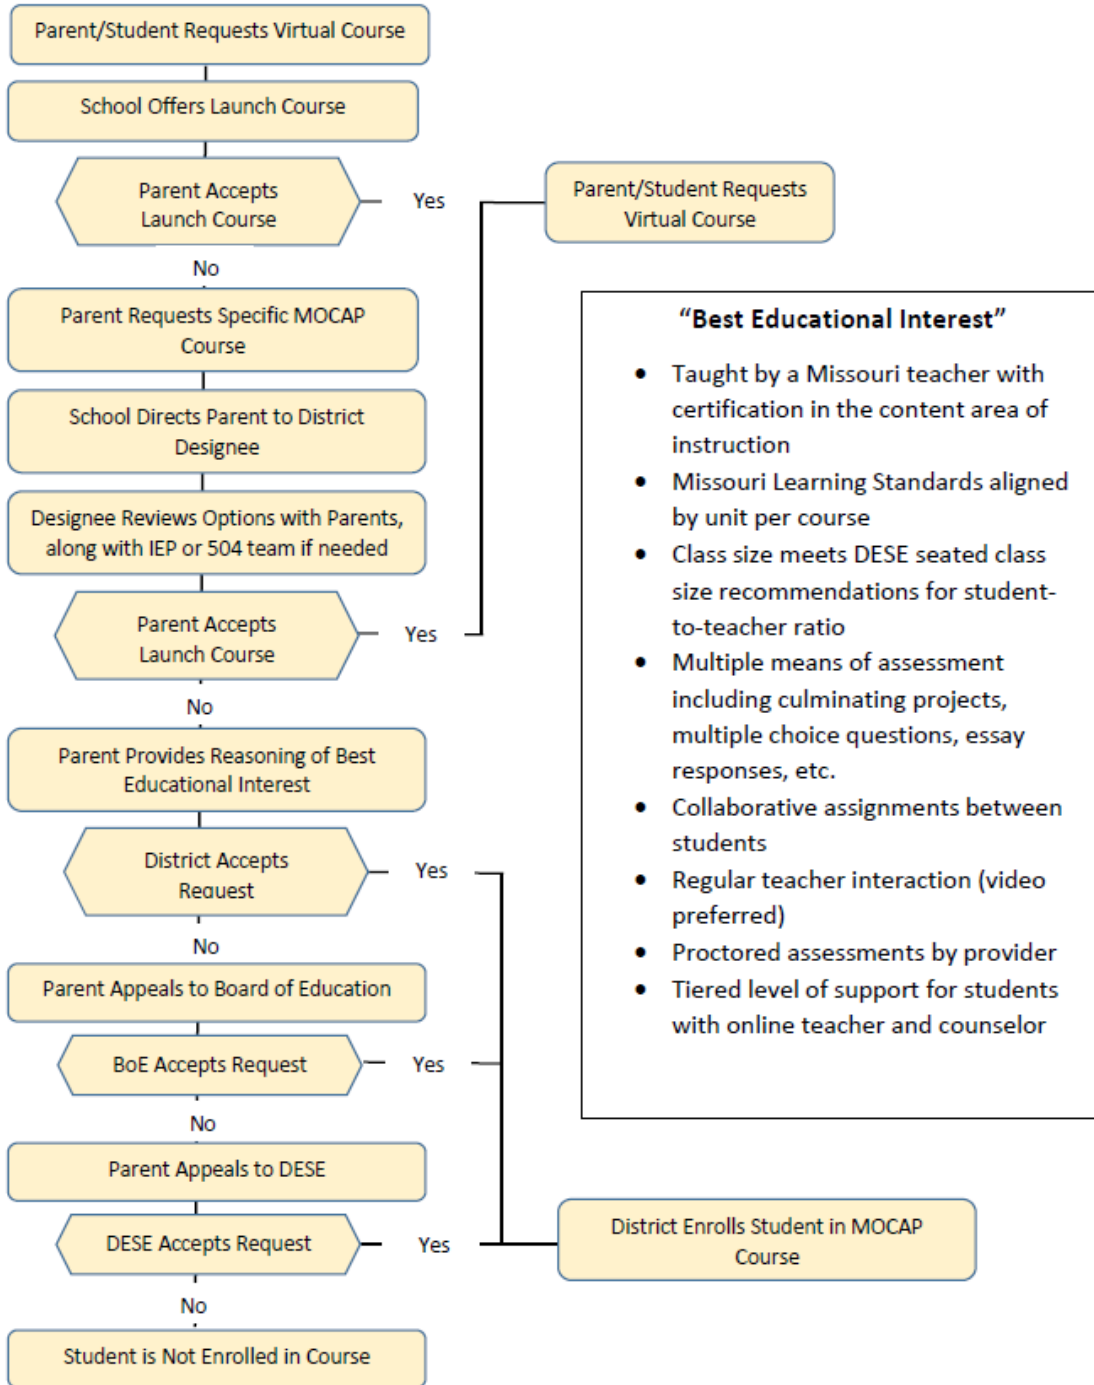 Parent/Student Requests Virtual Course
School Offers Launch Course
Parent Accepts
Launch Course
Yes
Parent/Student Requests
Virtual Course
No
Parent Requests Specific MOCAP
Course
School Directs Parent to District
Designee
Designee Reviews Options with Parents,
along with IEP or 504 team if needed
Parent Accepts
Launch Course
Yes
No
Parent Provides Reasoning of Best
Educational Interest
District Accepts
Request
Yes
No
Parent Appeals to Board of Education
BoE Accepts Request
Yes
No
Parent Appeals to DESE
DESE Accepts Request
Yes
District Enrolls Student in MOCAP
Course
No
Student is Not Enrolled in Course
“Best Educational Interest”
• Taught by a Missouri teacher with
certification in the content area of
instruction
• Missouri Learning Standards aligned
by unit per course
• Class size meets DESE seated class
size recommendations for student-
to-teacher ratio
• Multiple means of assessment
including culminating projects,
multiple choice questions, essay
responses, etc.
• Collaborative assignments between
students
• Regular teacher interaction (video
preferred)
• Proctored assessments by provider
• Tiered level of support for students
with online teacher and counselor